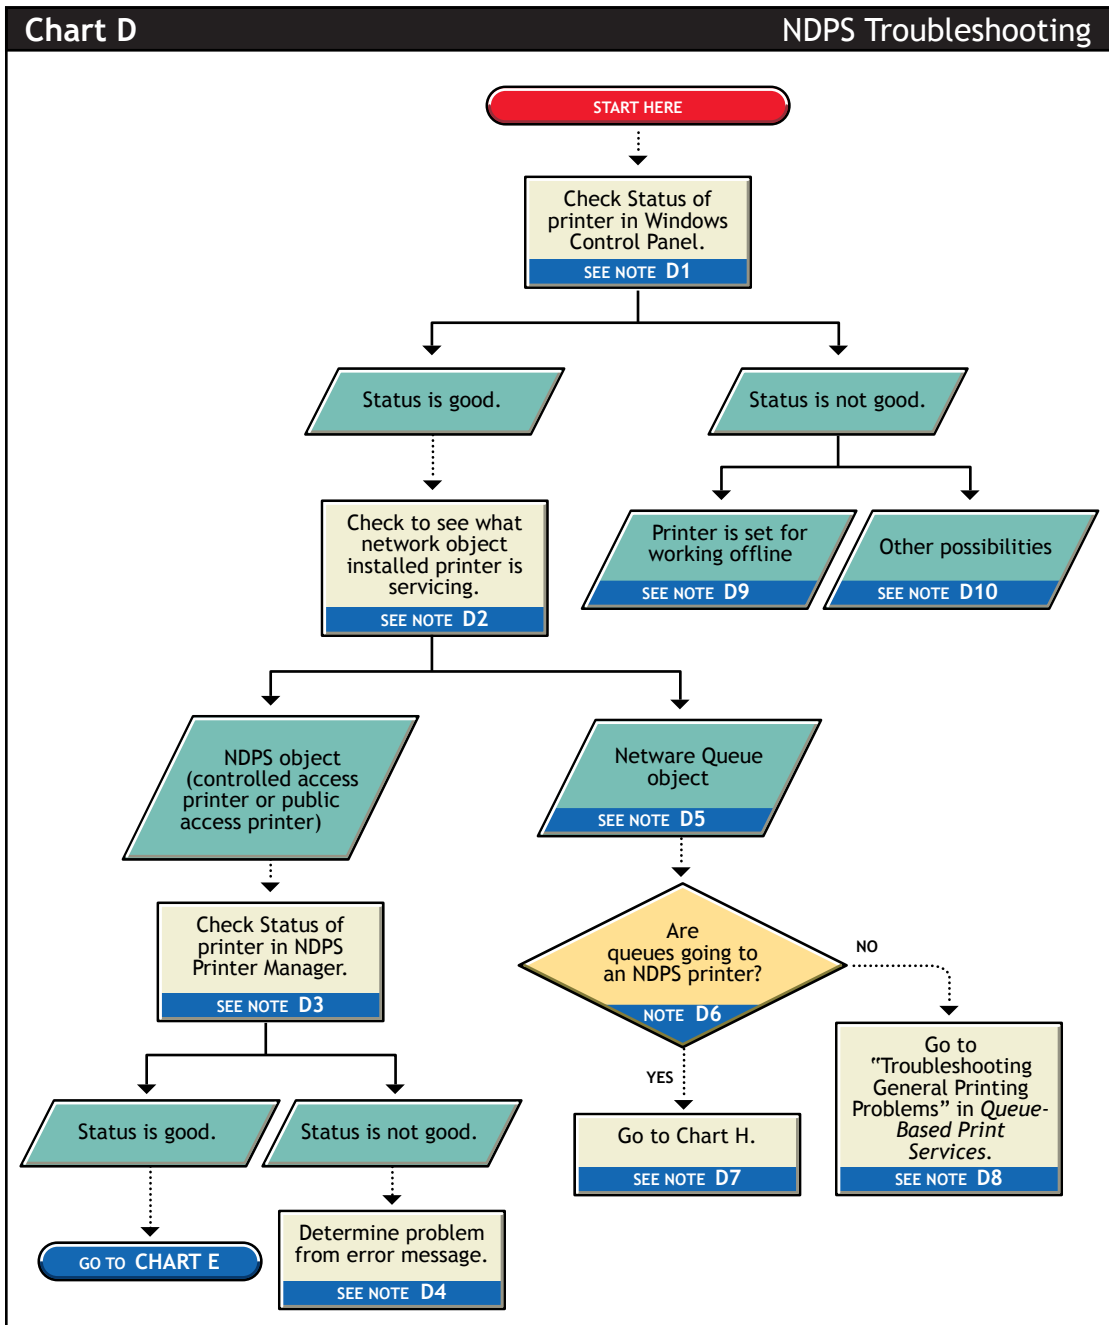 Chart D
NDPS Troubleshooting
START HERE
Check Status of
printer in Windows
Control Panel.
SEE NOTE D1
Status is good.
Status is not good.
Check to see what
network object
installed printer is
servicing.
SEE NOTE D2
Printer is set for
working offline
SEE NOTE D9
Other possibilities
SEE NOTE D10
NDPS object
(controlled access
printer or public
access printer)
Netware Queue
object
SEE NOTE D5
Check Status of
printer in NDPS
Printer Manager.
SEE NOTE D3
Are
queues going to
an NDPS printer?
NOTE D6
NO
YES
Go to
"Troubleshooting
General Printing
Problems" in Queue-
Based Print
Services.
SEE NOTE D8
Status is good.
Status is not good.
Go to Chart H.
SEE NOTE D7
GO TO CHART E
Determine problem
from error message.
SEE NOTE D4